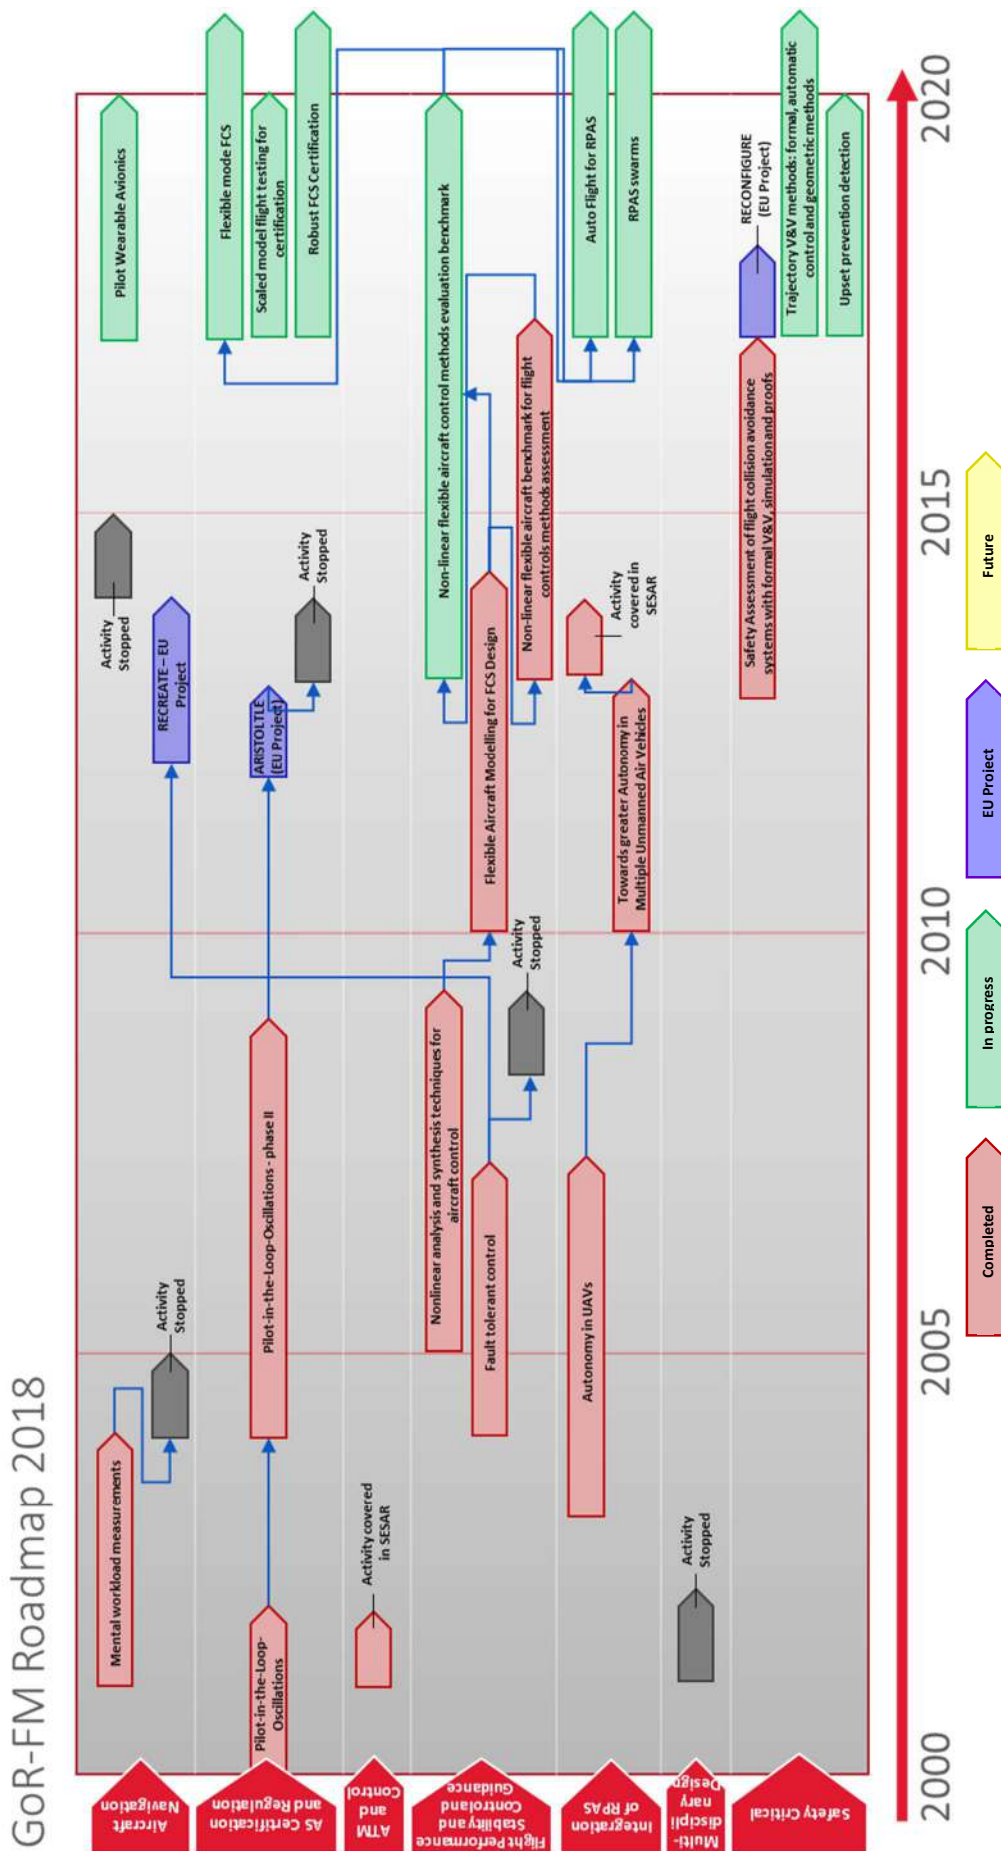 GoR-FM Roadmap 2018
Aircraft
Navigation
Mental workload measurements
Activity
Stopped
RECREATE – EU
Project
Activity
Stopped
Pilot Wearable Avionics
AS Certification
and Regulation
Pilot-in-the-Loop-
Oscillations
Pilot-in-the-Loop-Oscillations - phase II
ARISTOLTLE
(EU Project)
Activity
Stopped
Flexible mode FCS
Scaled model flight testing for
certification
Robust FCS Certification
ATM
and
Control
Activity covered
in SESAR
Flight Performance
Stability and
Control and
Guidance
Nonlinear analysis and synthesis techniques for
aircraft control
Fault tolerant control
Activity
Stopped
Flexible Aircraft Modelling for FCS Design
Non-linear flexible aircraft control methods evaluation benchmark
Non-linear flexible aircraft benchmark for flight
controls methods assessment
Integration
of RPAS
Autonomy in UAVs
Towards greater Autonomy in
Multiple Unmanned Air Vehicles
Activity
covered in
SESAR
Auto Flight for RPAS
RPAS swarms
Multi-
discipli
nary
Design
Activity
Stopped
Safety Critical
Safety Assessment of flight collision avoidance
systems with formal V&V, simulation and proofs
RECONFIGURE
(EU Project)
Trajectory V&V methods: formal, automatic
control and geometric methods
Upset prevention detection
2000
2005
2010
2015
2020
Completed
In progress
EU Project
Future